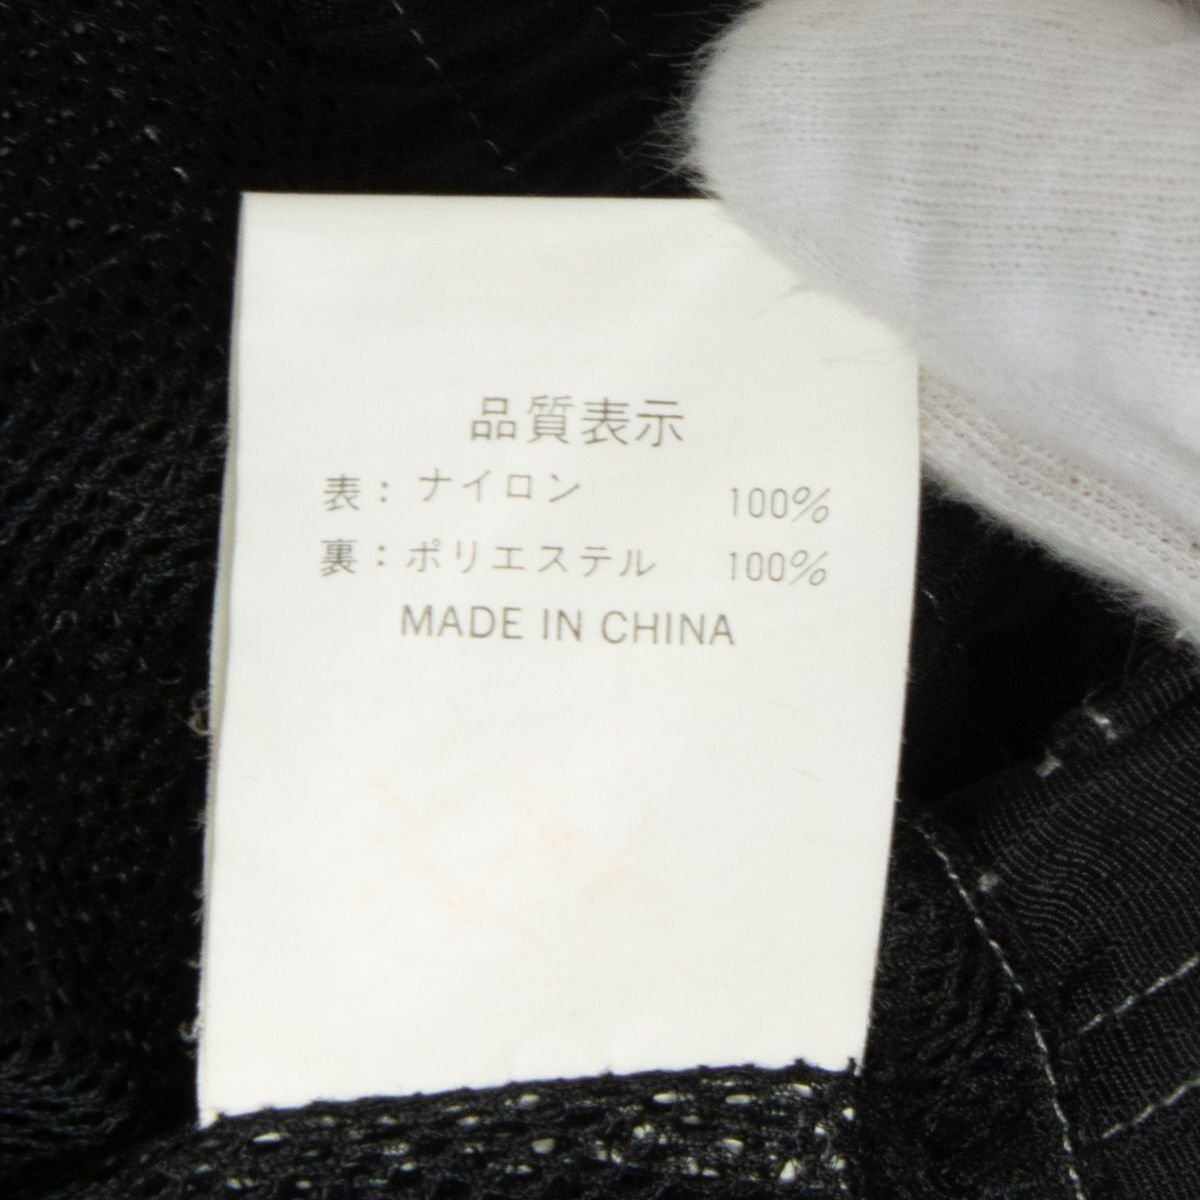 品質表示
表：ナイロン 100%
裏：ポリエステル 100%
MADE IN CHINA